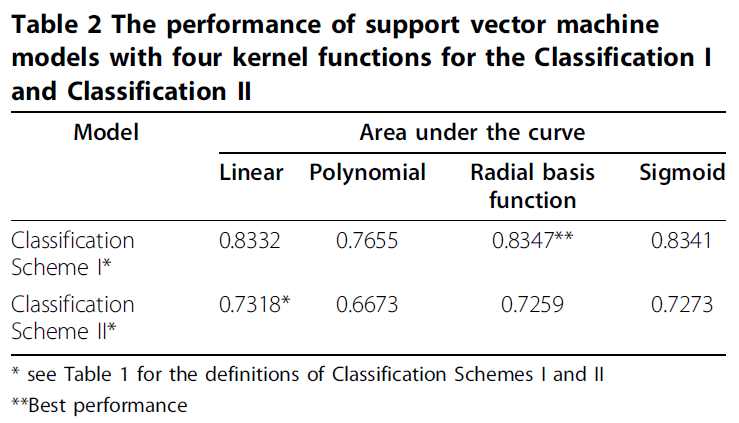 Table 2 The performance of support vector machine
models with four kernel functions for the Classification I
and Classification II
Model Area under the curve
Linear Polynomial Radial basis Sigmoid
function
Classification 0.8332 0.7655 0.8347** 0.8341
Scheme I*
Classification 0.7318* 0.6673 0.7259 0.7273
Scheme II*
* see Table 1 for the definitions of Classification Schemes I and II
**Best performance